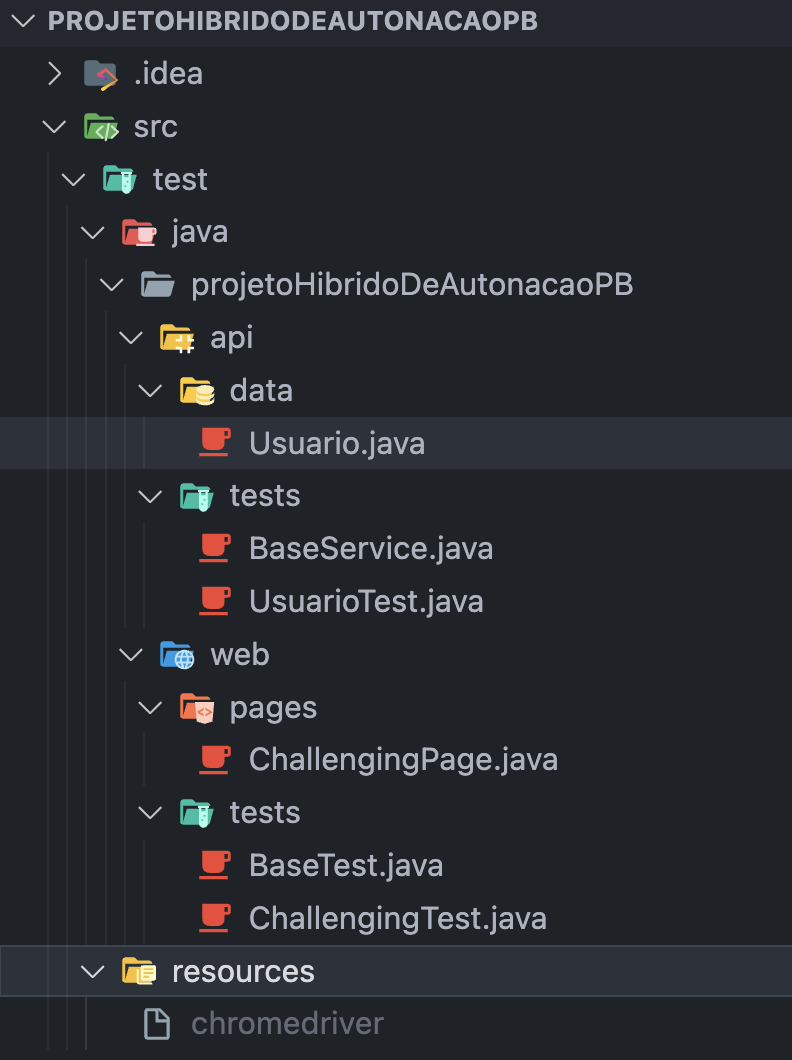 PROJETOHIBRIDODEAUTONACAOPB
.idea
src
test
java
projetoHibridoDeAutonacaoPB
api
data
Usuario.java
tests
BaseService.java
UsuarioTest.java
web
pages
ChallengingPage.java
tests
BaseTest.java
ChallengingTest.java
resources
chromedriver